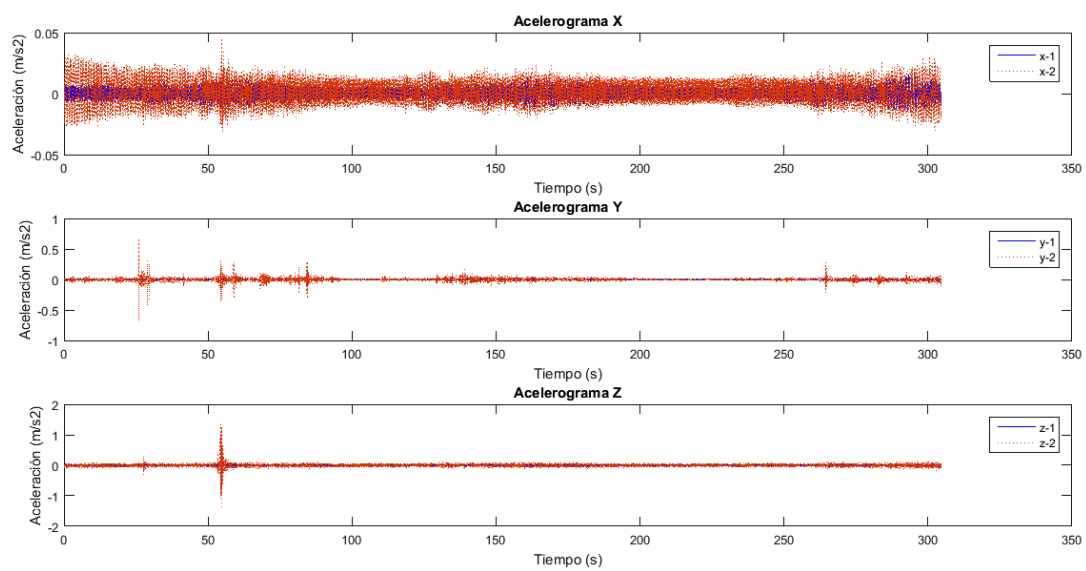 Acelerograma X
Aceleración (m/s2)
0.05
0
-0.05
0 50 100 150 200 250 300 350
Tiempo (s)
x-1
x-2
Acelerograma Y
Aceleración (m/s2)
1
0.5
0
-0.5
-1
0 50 100 150 200 250 300 350
Tiempo (s)
y-1
y-2
Acelerograma Z
Aceleración (m/s2)
2
1
0
-1
-2
0 50 100 150 200 250 300 350
Tiempo (s)
z-1
z-2